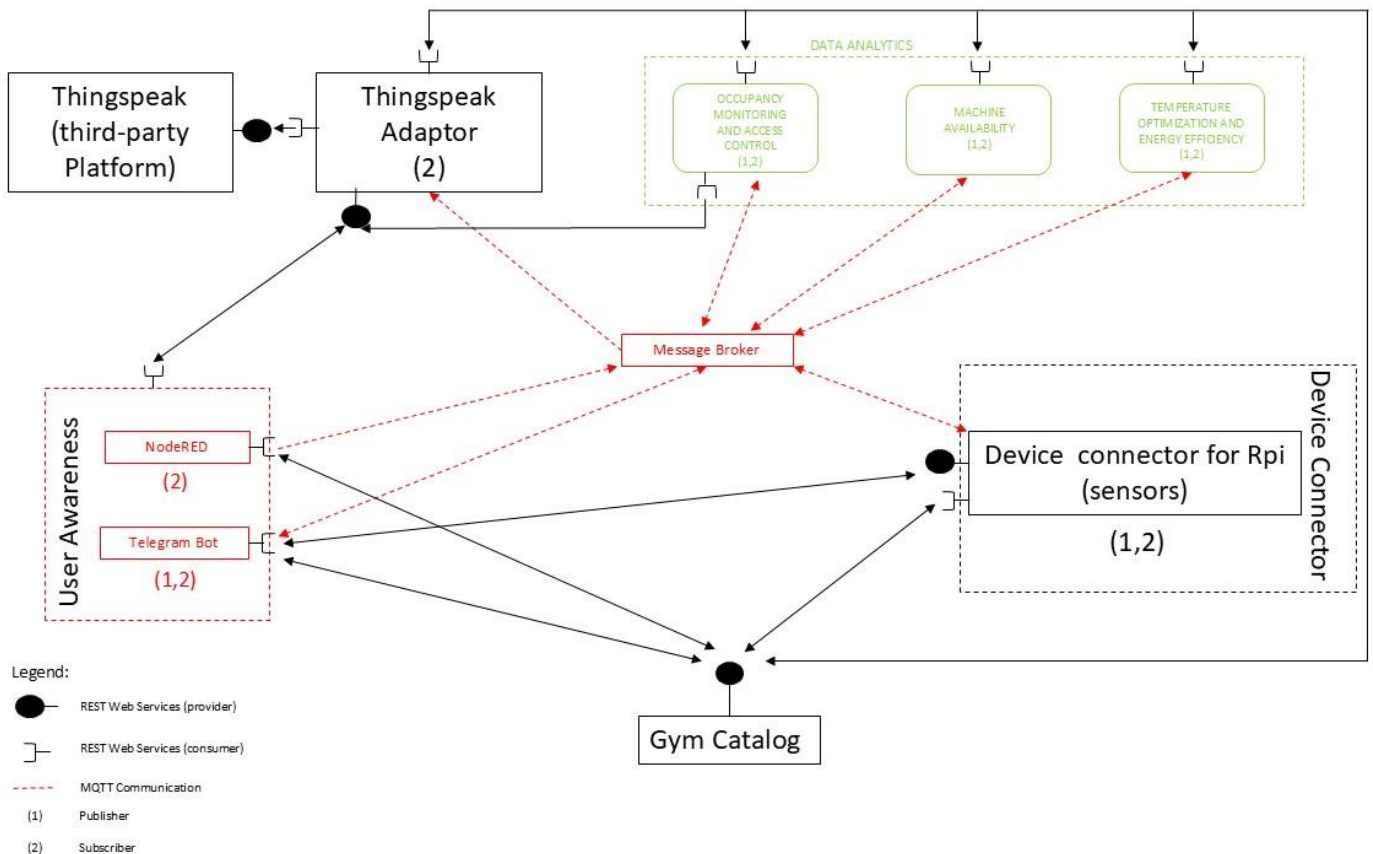 DATA ANALYTICS
Thingspeak
(third-party
Platform)
Thingspeak
Adaptor
(2)
OCCUPANCY
MONITORING
AND ACCESS
CONTROL
(1,2)
MACHINE
AVAILABILITY
(1,2)
TEMPERATURE
OPTIMIZATION AND
ENERGY EFFICIENCY
(1,2)
Message Broker
User Awareness
NodeRED
(2)
Telegram Bot
(1,2)
Device connector for Rpi
(sensors)
(1,2)
Device Connector
Gym Catalog
Legend:
REST Web Services (provider)
REST Web Services (consumer)
MQTT Communication
(1) Publisher
(2) Subscriber